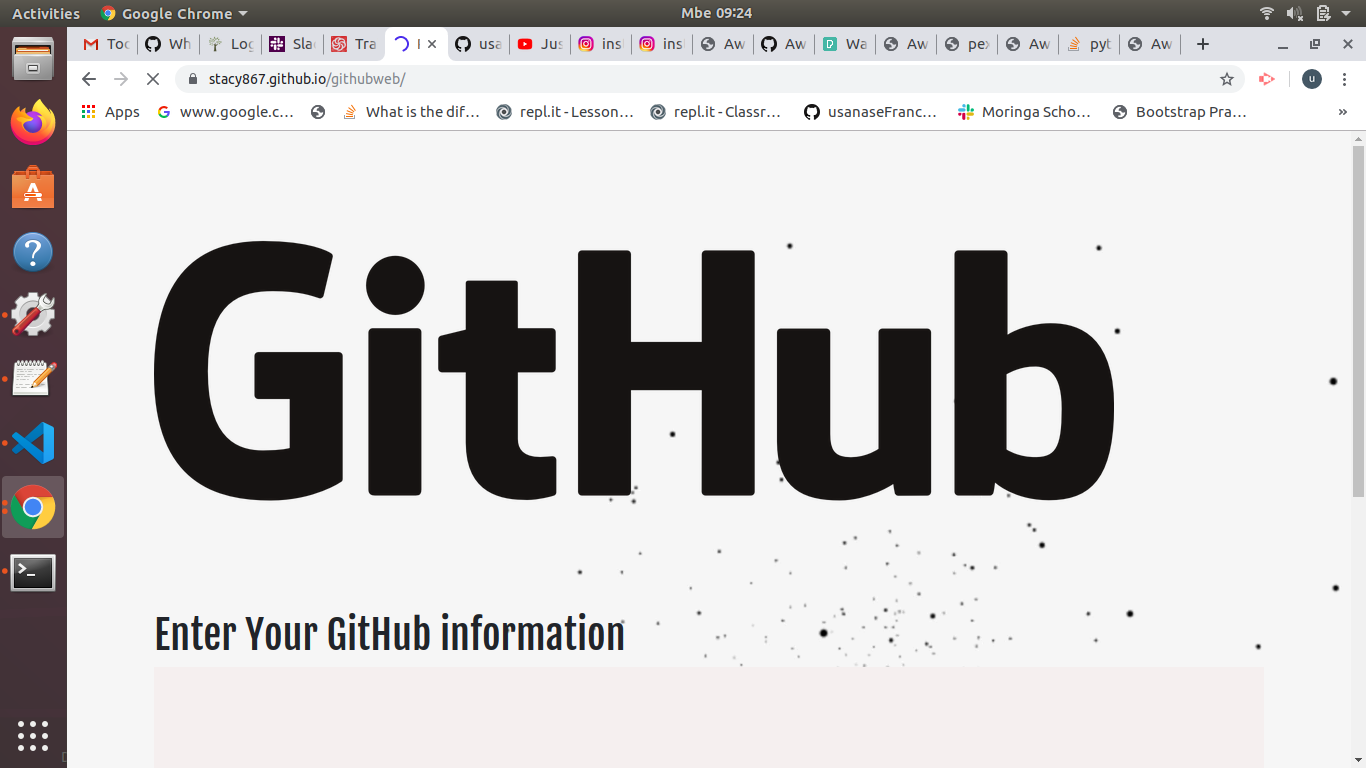 Activities Google Chrome Mbe 09:24
Toc Wh Log Sla Tra usa Jus ins ins Aw Aw Wa Aw pex Aw pyt Aw
stacy867.github.io/githubweb/ u
Apps www.google.c... What is the dif... repl.it - Lesson... repl.it - Classr... usanaseFranc... Moringa Scho... Bootstrap Pra... »
GitHub
Enter Your GitHub information